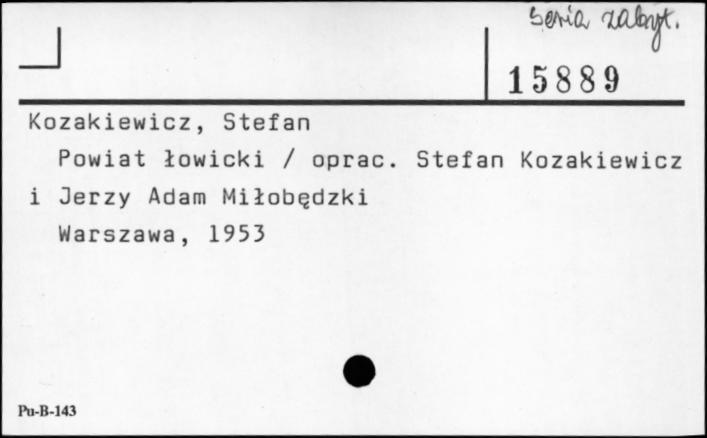 seria zabyt.
15889
Kozakiewicz, Stefan
Powiat łowicki / oprac. Stefan Kozakiewicz
i Jerzy Adam Miłobędzki
Warszawa, 1953
Pu-B-143